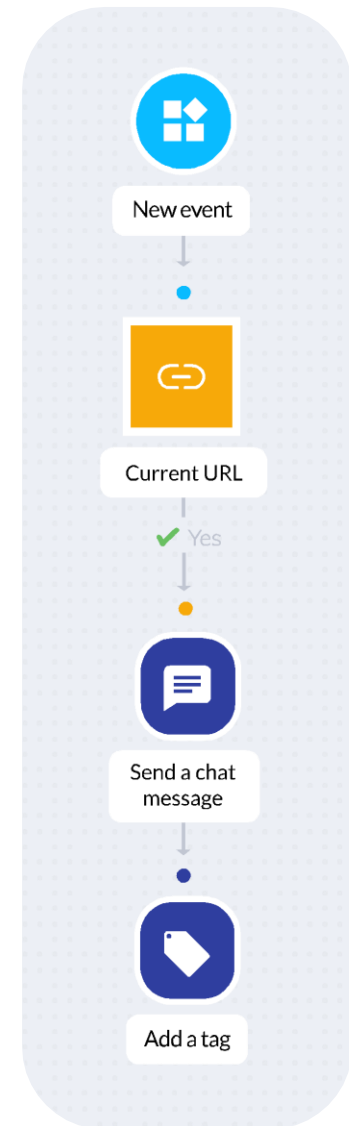 New event
Current URL
Yes
Send a chat
message
Add a tag